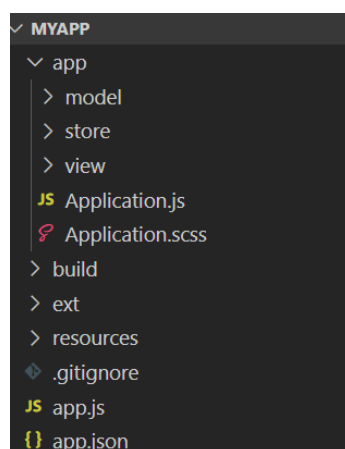 MYAPP
app
model
store
view
JS Application.js
Application.scss
build
ext
resources
.gitignore
JS app.js
{} app.json